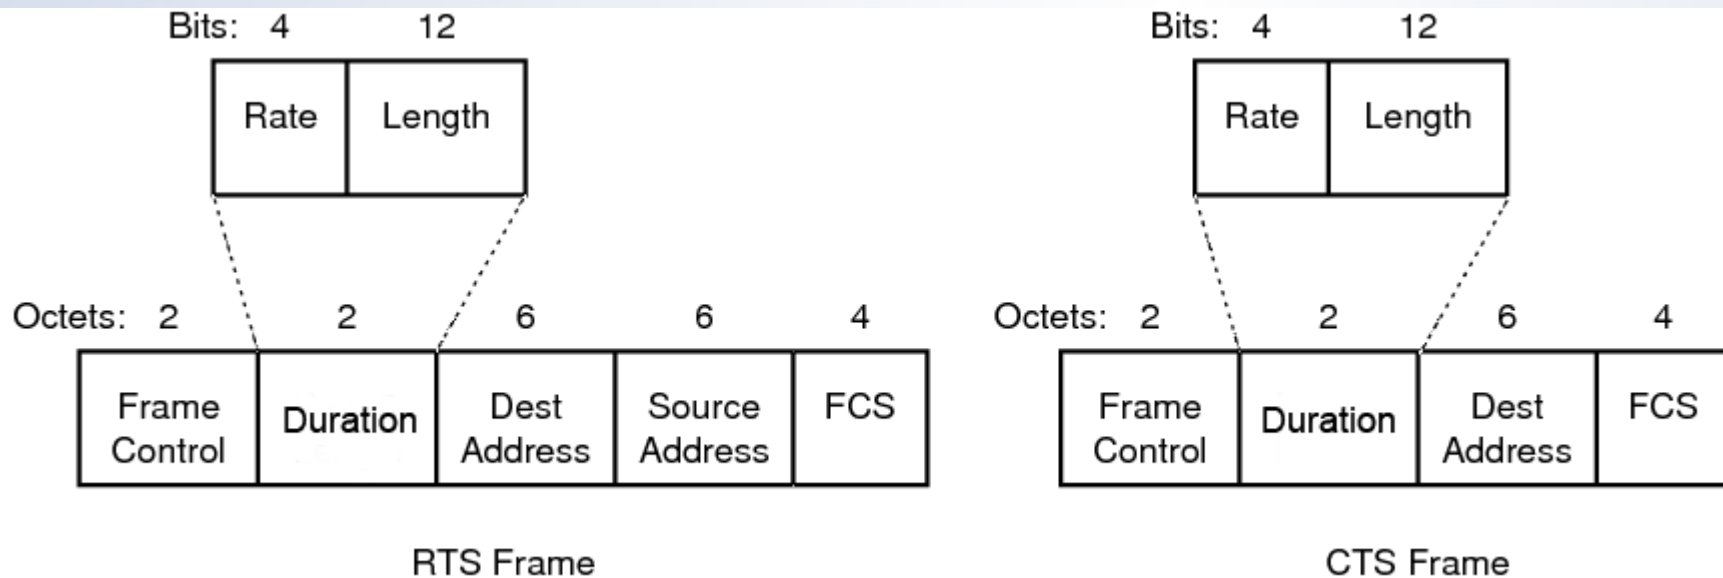 Bits: 4 12
Rate Length
Octets: 2 2 6 6 4
Frame Control Duration Dest Address Source Address FCS
RTS Frame
Bits: 4 12
Rate Length
Octets: 2 2 6 4
Frame Control Duration Dest Address FCS
CTS Frame